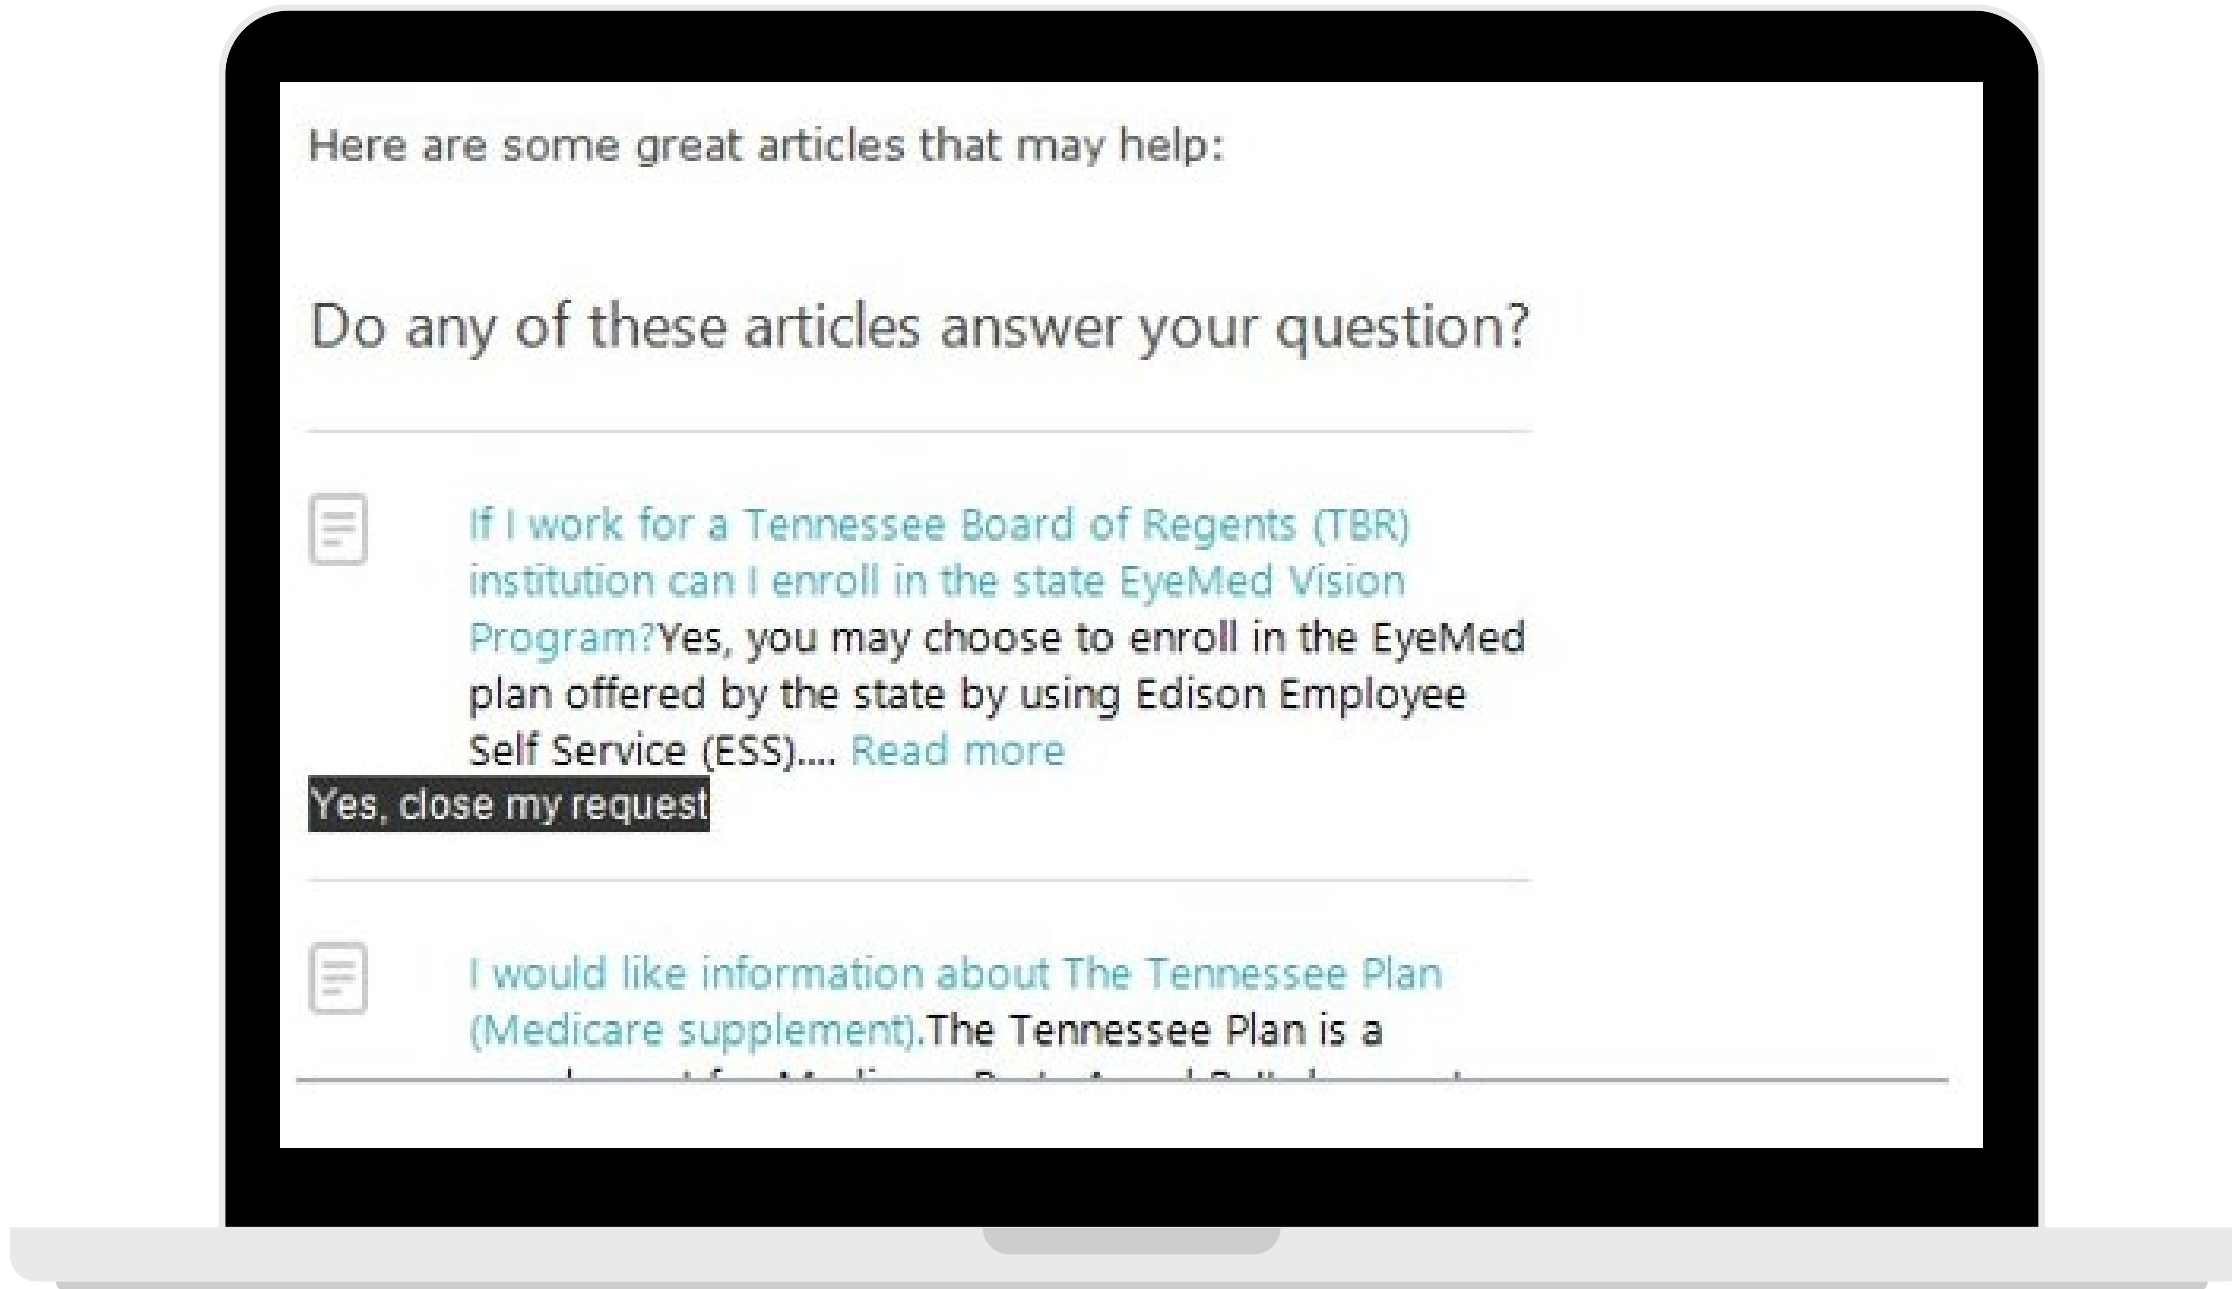 Here are some great articles that may help:
Do any of these articles answer your question?
If I work for a Tennessee Board of Regents (TBR)
institution can I enroll in the state EyeMed Vision
Program?Yes, you may choose to enroll in the EyeMed
plan offered by the state by using Edison Employee
Self Service (ESS).... Read more
Yes, close my request
I would like information about The Tennessee Plan
(Medicare supplement).The Tennessee Plan is a